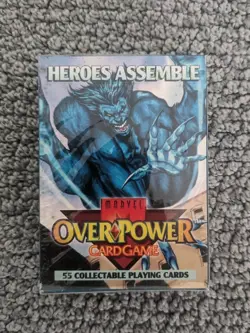 HEROES ASSEMBLE
MARVEL
OVERPOWER
CARD GAME
55 COLLECTABLE PLAYING CARDS